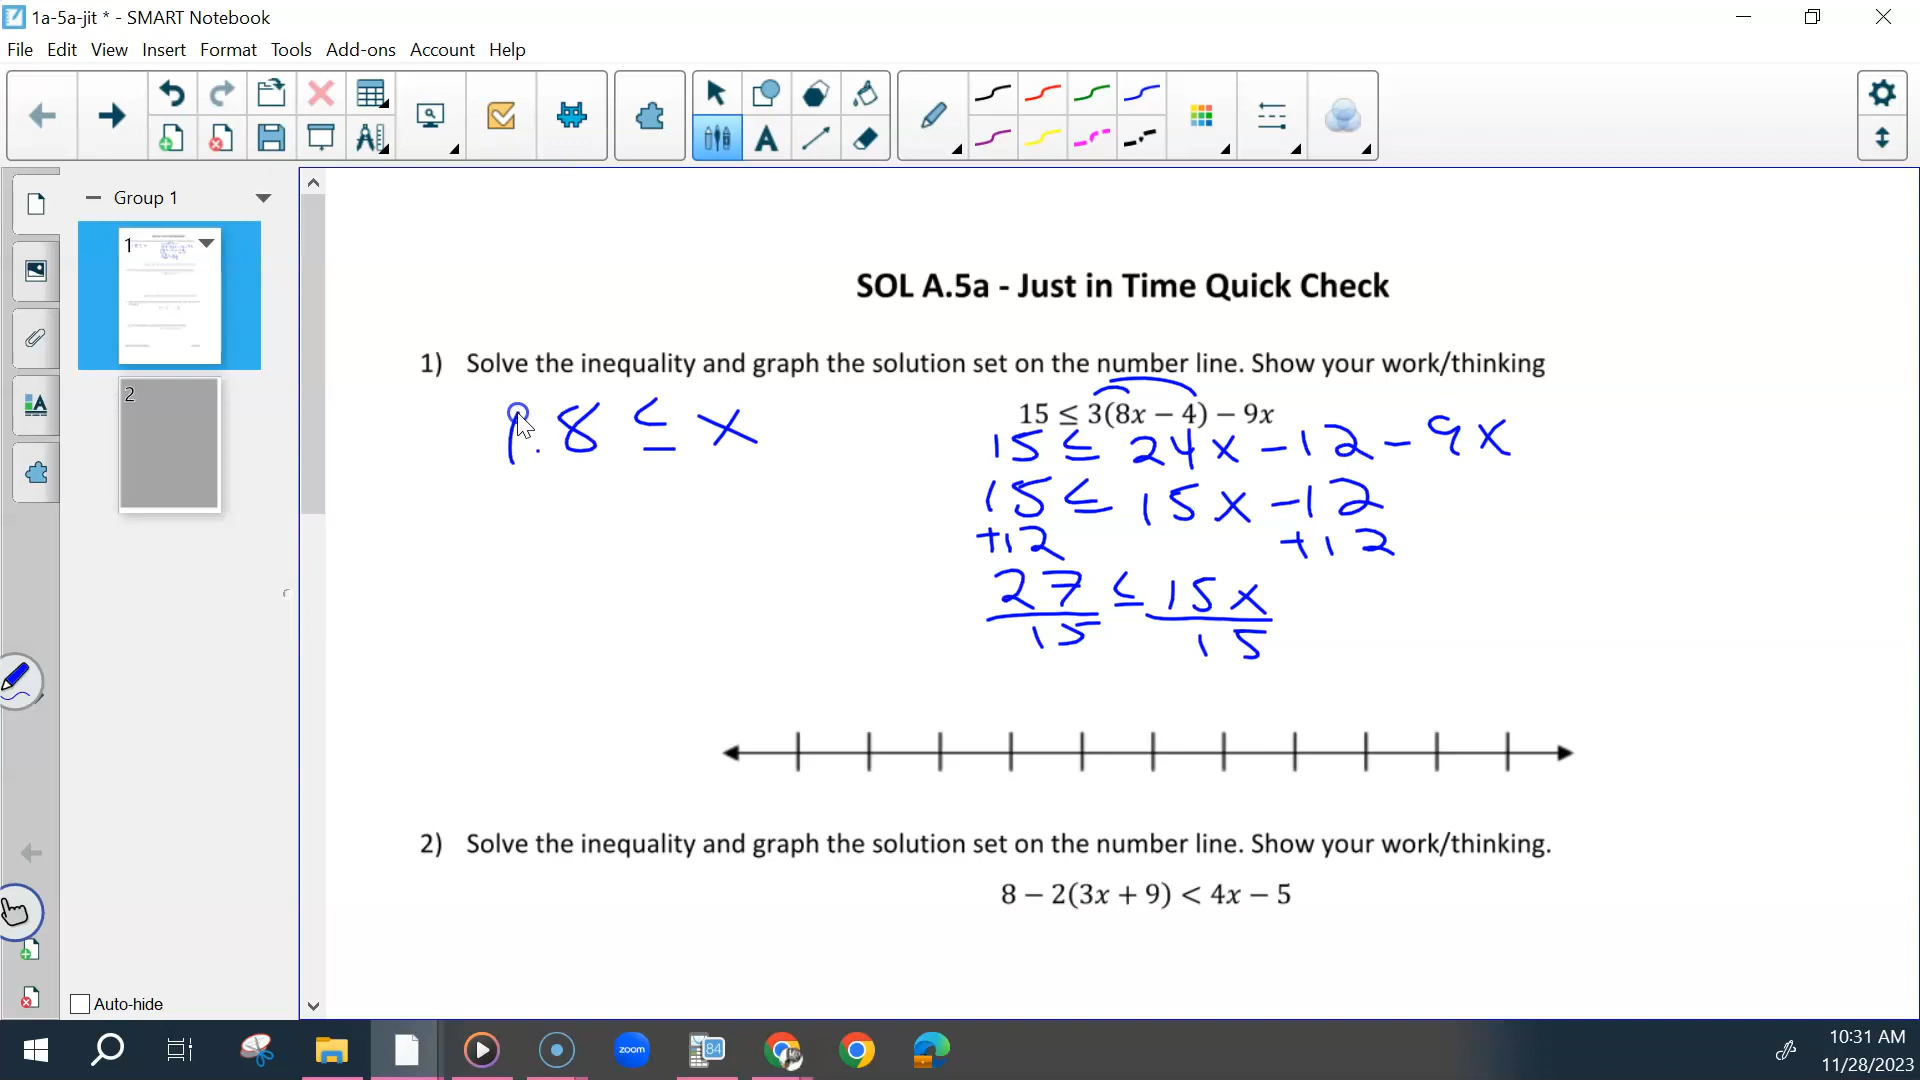 1a-5a-jit * - SMART Notebook
File Edit View Insert Format Tools Add-ons Account Help
Group 1
1
2
SOL A.5a - Just in Time Quick Check
1) Solve the inequality and graph the solution set on the number line. Show your work/thinking
15 ≤ 3(8x − 4) − 9x
1.8 ≤ x
15 ≤ 24x − 12 − 9x
15 ≤ 15x − 12
+12 +12
27 ≤ 15x
15 15
2) Solve the inequality and graph the solution set on the number line. Show your work/thinking.
8 − 2(3x + 9) < 4x − 5
Auto-hide
zoom
84
10:31 AM
11/28/2023